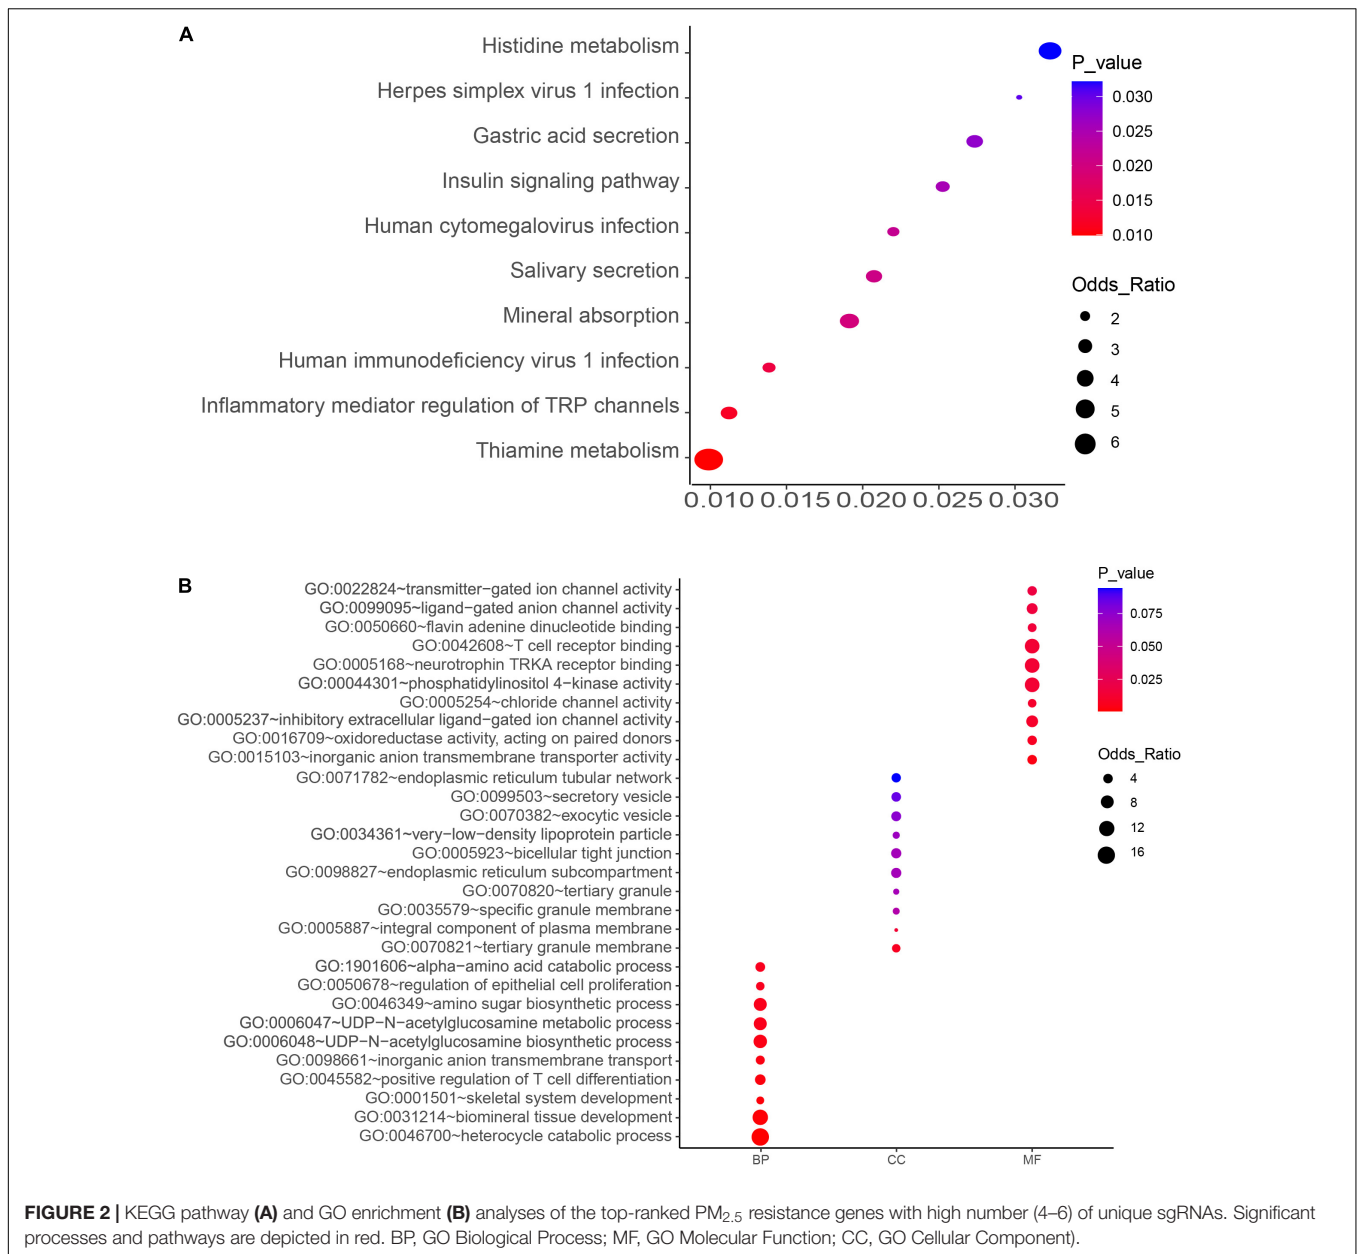 A
Histidine metabolism
Herpes simplex virus 1 infection
Gastric acid secretion
Insulin signaling pathway
Human cytomegalovirus infection
Salivary secretion
Mineral absorption
Human immunodeficiency virus 1 infection
Inflammatory mediator regulation of TRP channels
Thiamine metabolism
0.010 0.015 0.020 0.025 0.030
P_value
0.030
0.025
0.020
0.015
0.010
Odds_Ratio
2
3
4
5
6
B
GO:0022824~transmitter−gated ion channel activity
GO:0099095~ligand−gated anion channel activity
GO:0050660~flavin adenine dinucleotide binding
GO:0042608~T cell receptor binding
GO:0005168~neurotrophin TRKA receptor binding
GO:00044301~phosphatidylinositol 4−kinase activity
GO:0005254~chloride channel activity
GO:0005237~inhibitory extracellular ligand−gated ion channel activity
GO:0016709~oxidoreductase activity, acting on paired donors
GO:0015103~inorganic anion transmembrane transporter activity
GO:0071782~endoplasmic reticulum tubular network
GO:0099503~secretory vesicle
GO:0070382~exocytic vesicle
GO:0034361~very−low−density lipoprotein particle
GO:0005923~bicellular tight junction
GO:0098827~endoplasmic reticulum subcompartment
GO:0070820~tertiary granule
GO:0035579~specific granule membrane
GO:0005887~integral component of plasma membrane
GO:0070821~tertiary granule membrane
GO:1901606~alpha−amino acid catabolic process
GO:0050678~regulation of epithelial cell proliferation
GO:0046349~amino sugar biosynthetic process
GO:0006047~UDP−N−acetylglucosamine metabolic process
GO:0006048~UDP−N−acetylglucosamine biosynthetic process
GO:0098661~inorganic anion transmembrane transport
GO:0045582~positive regulation of T cell differentiation
GO:0001501~skeletal system development
GO:0031214~biomineral tissue development
GO:0046700~heterocycle catabolic process
BP CC MF
P_value
0.075
0.050
0.025
Odds_Ratio
4
8
12
16
FIGURE 2 | KEGG pathway (A) and GO enrichment (B) analyses of the top-ranked PM2.5 resistance genes with high number (4–6) of unique sgRNAs. Significant
processes and pathways are depicted in red. BP, GO Biological Process; MF, GO Molecular Function; CC, GO Cellular Component).